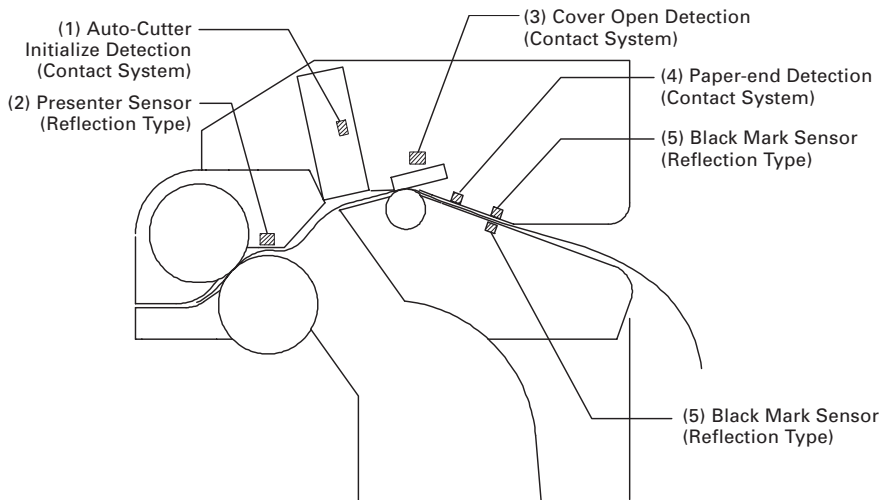 (1) Auto-Cutter
Initialize Detection
(Contact System)
(2) Presenter Sensor
(Reflection Type)
(3) Cover Open Detection
(Contact System)
(4) Paper-end Detection
(Contact System)
(5) Black Mark Sensor
(Reflection Type)
(5) Black Mark Sensor
(Reflection Type)